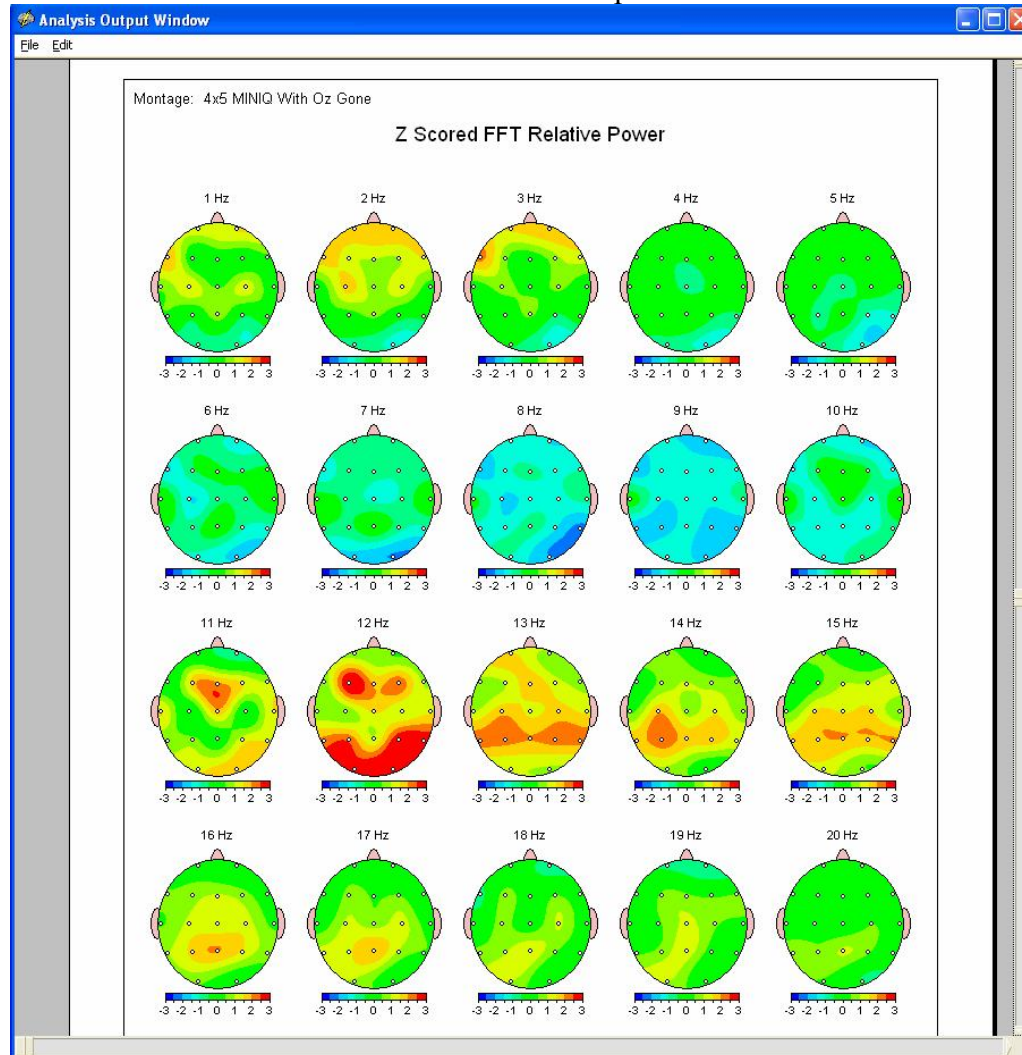 Analysis Output Window
File Edit
Montage: 4x5 MINIQ With Oz Gone
Z Scored FFT Relative Power
1 Hz 2 Hz 3 Hz 4 Hz 5 Hz
-3 -2 -1 0 1 2 3 -3 -2 -1 0 1 2 3 -3 -2 -1 0 1 2 3 -3 -2 -1 0 1 2 3 -3 -2 -1 0 1 2 3
6 Hz 7 Hz 8 Hz 9 Hz 10 Hz
-3 -2 -1 0 1 2 3 -3 -2 -1 0 1 2 3 -3 -2 -1 0 1 2 3 -3 -2 -1 0 1 2 3 -3 -2 -1 0 1 2 3
11 Hz 12 Hz 13 Hz 14 Hz 15 Hz
-3 -2 -1 0 1 2 3 -3 -2 -1 0 1 2 3 -3 -2 -1 0 1 2 3 -3 -2 -1 0 1 2 3 -3 -2 -1 0 1 2 3
16 Hz 17 Hz 18 Hz 19 Hz 20 Hz
-3 -2 -1 0 1 2 3 -3 -2 -1 0 1 2 3 -3 -2 -1 0 1 2 3 -3 -2 -1 0 1 2 3 -3 -2 -1 0 1 2 3